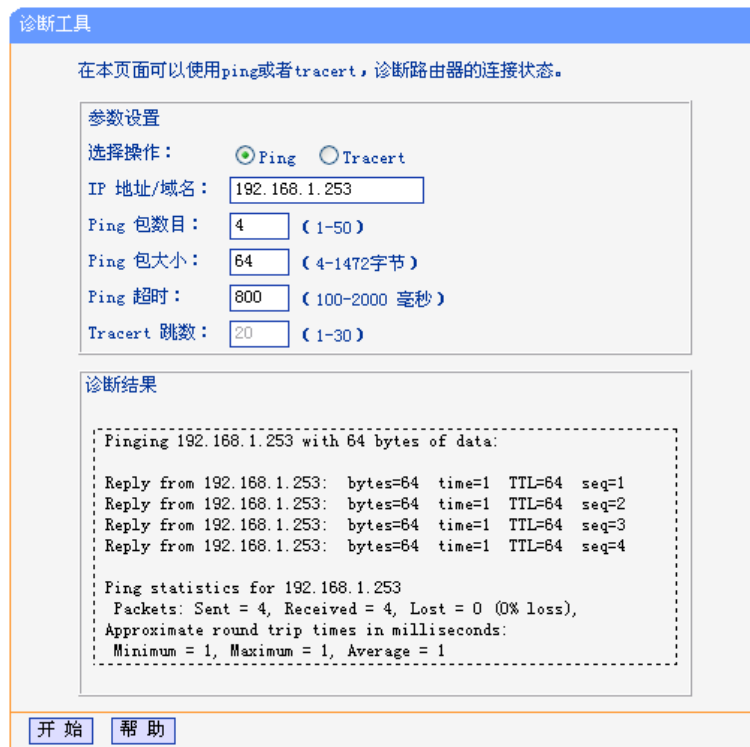 诊断工具
在本页面可以使用ping或者tracert，诊断路由器的连接状态。
参数设置
选择操作： Ping Tracert
IP 地址/域名： 192.168.1.253
Ping 包数目： 4 （1-50）
Ping 包大小： 64 （4-1472字节）
Ping 超时： 800 （100-2000 毫秒）
Tracert 跳数： 20 （1-30）
诊断结果
Pinging 192.168.1.253 with 64 bytes of data:
Reply from 192.168.1.253: bytes=64 time=1 TTL=64 seq=1
Reply from 192.168.1.253: bytes=64 time=1 TTL=64 seq=2
Reply from 192.168.1.253: bytes=64 time=1 TTL=64 seq=3
Reply from 192.168.1.253: bytes=64 time=1 TTL=64 seq=4
Ping statistics for 192.168.1.253
Packets: Sent = 4, Received = 4, Lost = 0 (0% loss),
Approximate round trip times in milliseconds:
Minimum = 1, Maximum = 1, Average = 1
开 始 帮 助